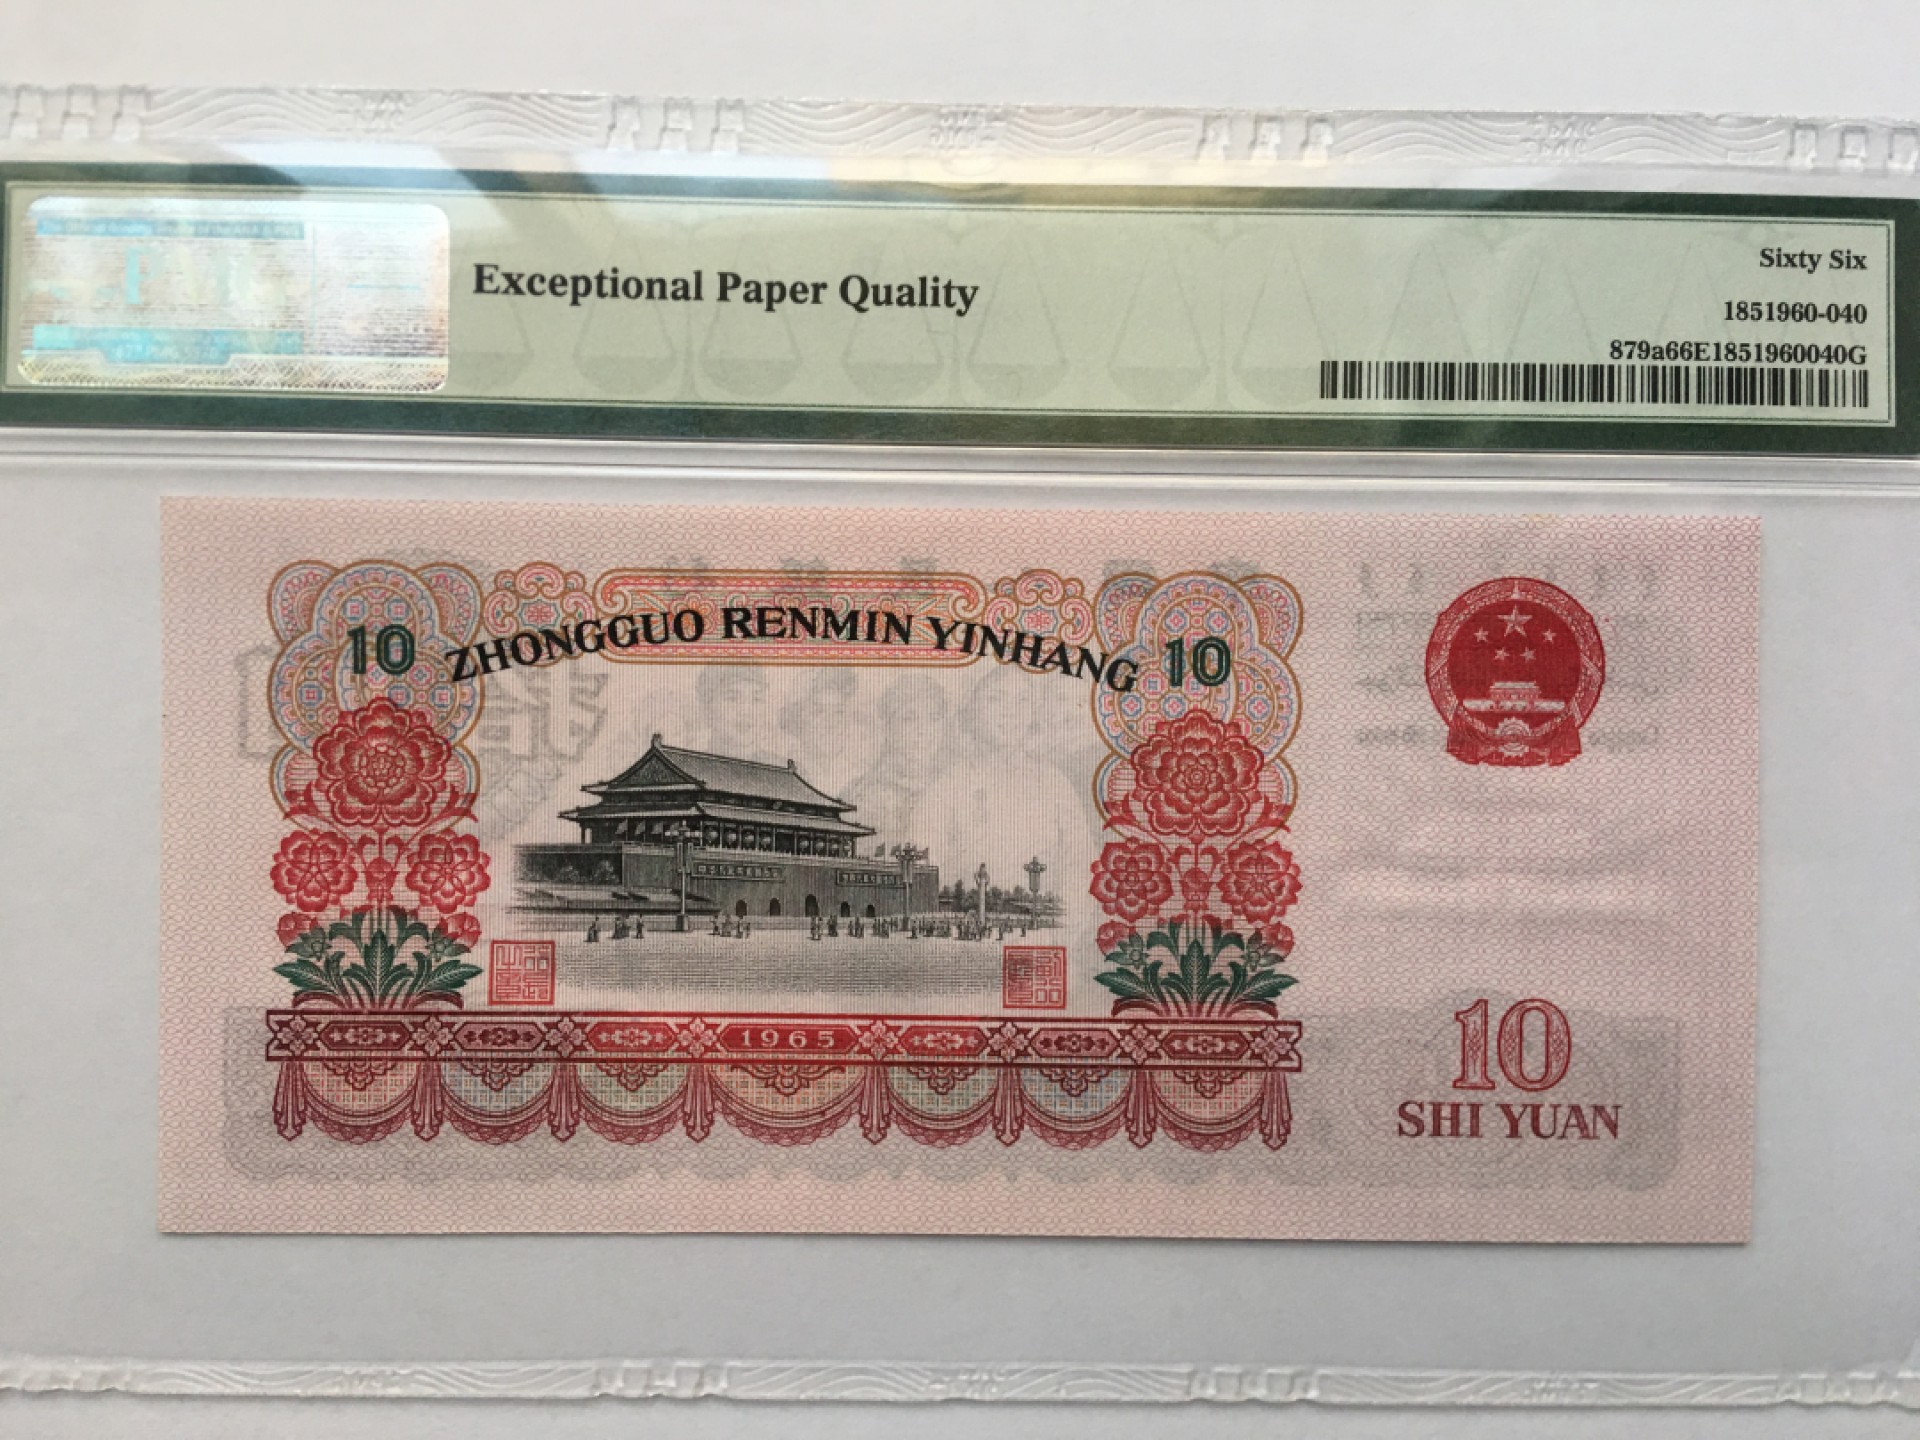 Exceptional Paper Quality
Sixty Six
1851960-040
879a66E1851960040G
10 ZHONGGUO RENMIN YINHANG 10
1965
10
SHI YUAN